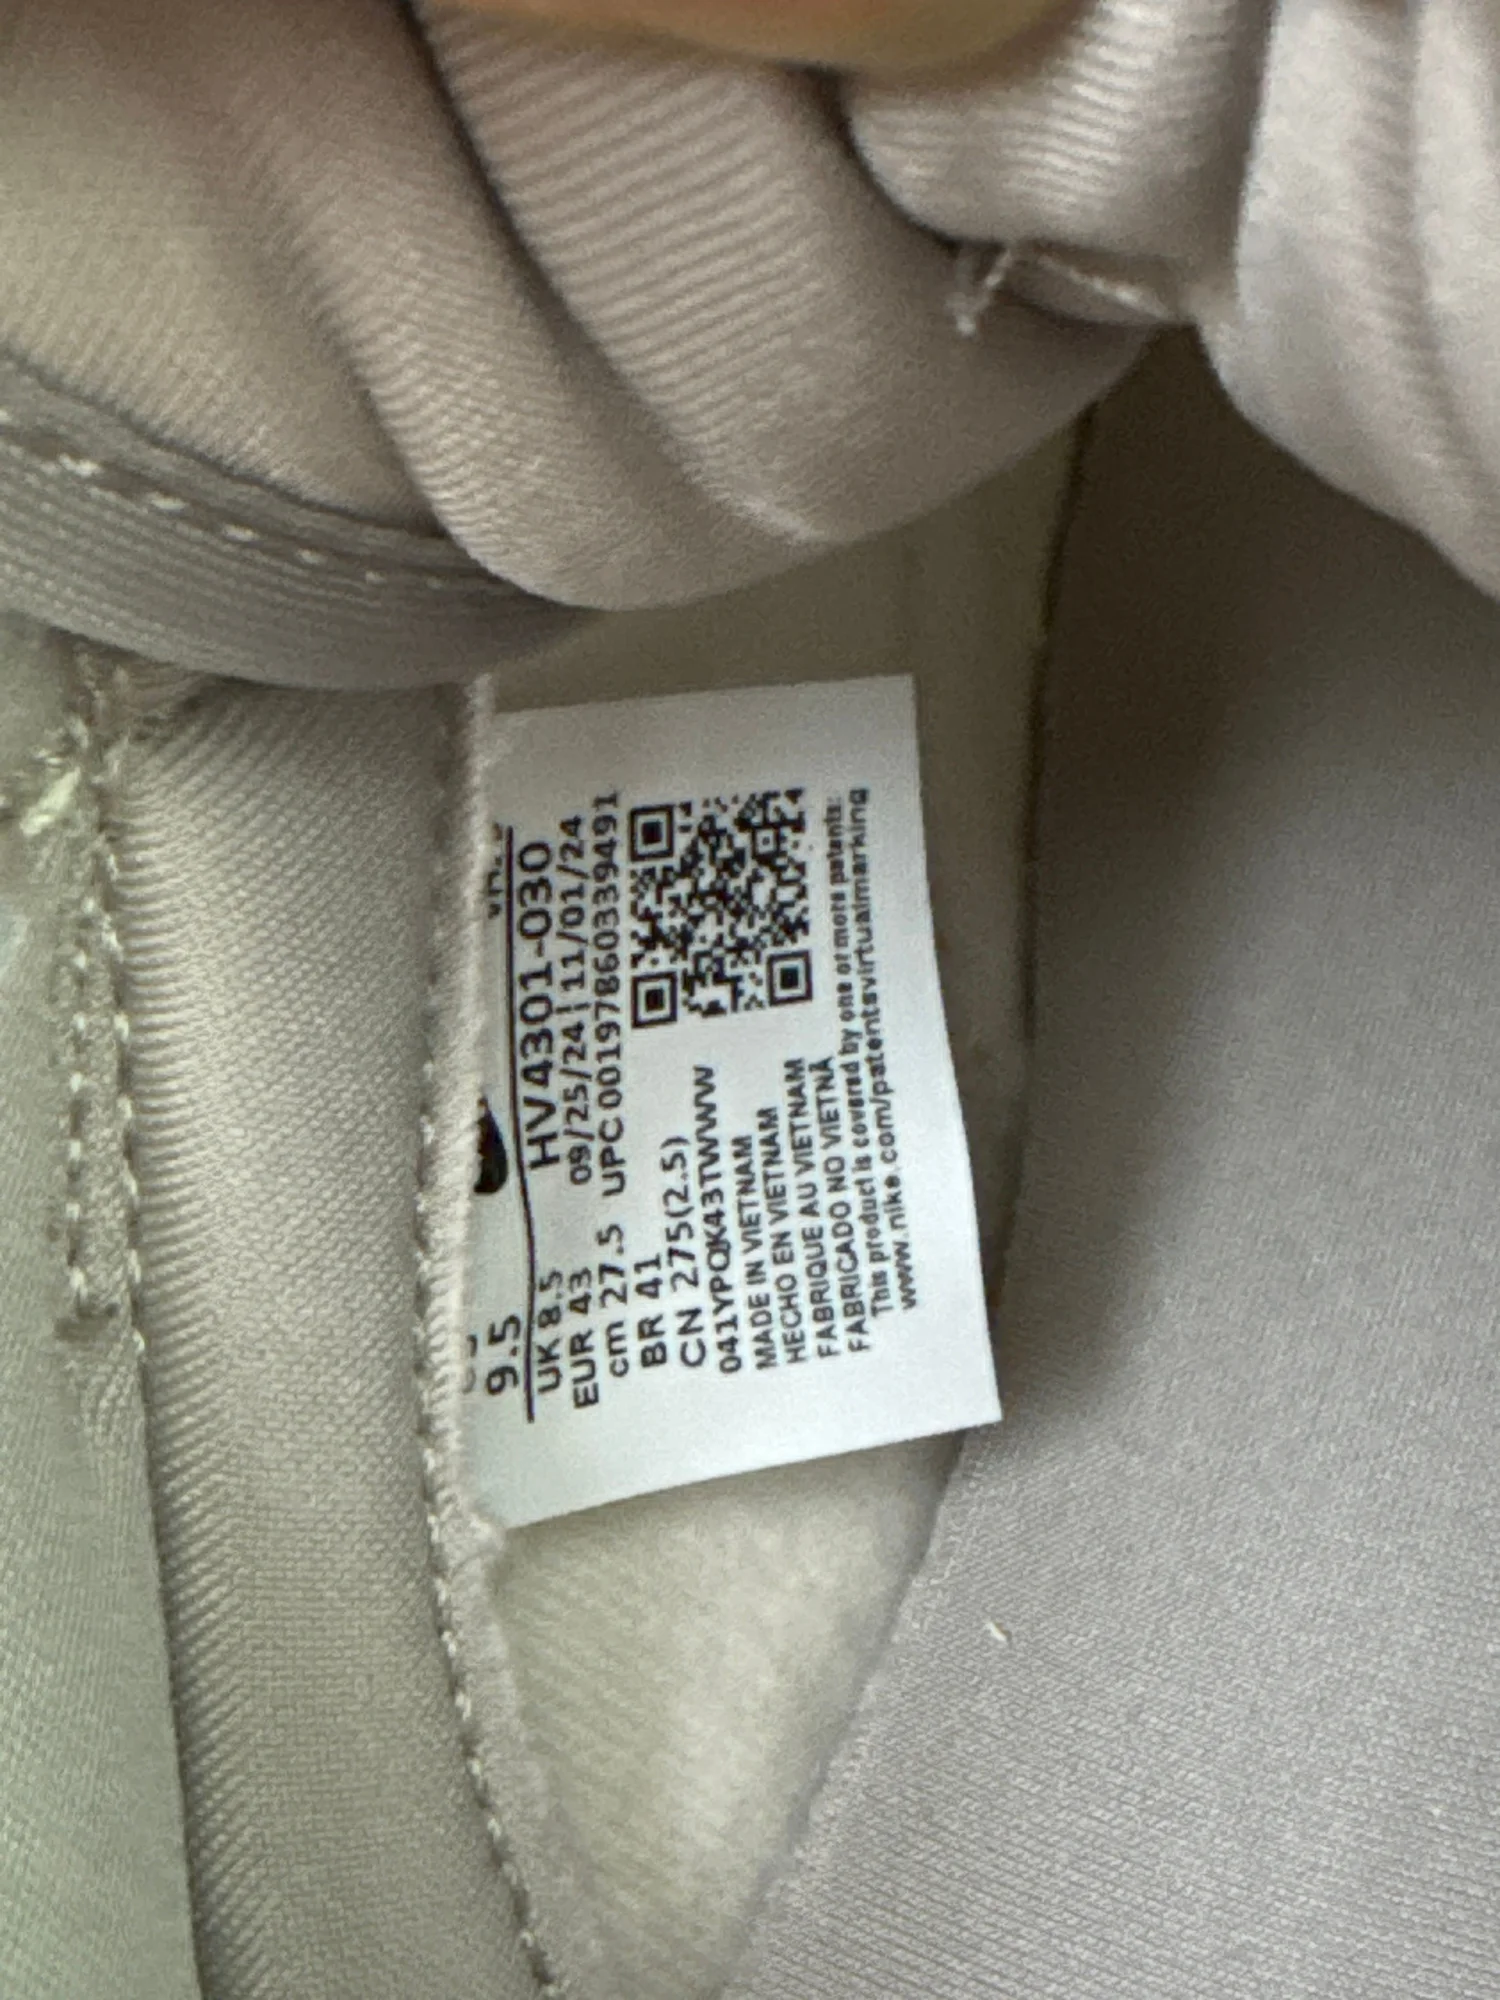 9.5
UK 8.5
EUR 43
cm 27.5
BR 41
CN 275(2.5)
HV4301-030
09/25/24 | 11/01/24
UPC 00197860339491
041YPQK43TWWW
MADE IN VIETNAM
HECHO EN VIETNAM
FABRIQUE AU VIETNAM
FABRICADO NO VIETNÃ
This product is covered by one or more patents:
www.nike.com/patentsvirtualmarking